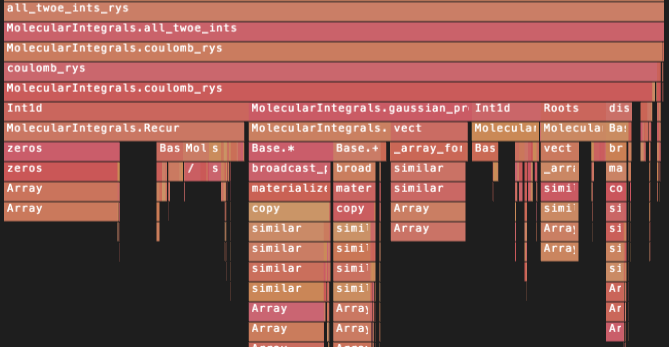 all_twoe_ints_rys
MolecularIntegrals.all_twoe_ints
MolecularIntegrals.coulomb_rys
coulomb_rys
MolecularIntegrals.coulomb_rys
Int1d MolecularIntegrals.gaussian_pr Int1d Roots dis
MolecularIntegrals.Recur MolecularIntegrals. vect Molecular Molecula Ba
zeros Bas Mol s Base.* Base.+ _array_for Bas vect br
zeros / s broadcast_p broad similar _arra ma
Array materialize mater similar simi co
Array copy copy Array simi si
similar simil Array Array si
similar simil Array si
similar simil si
similar simil Ar
Array Array Ar
Array Array Ar